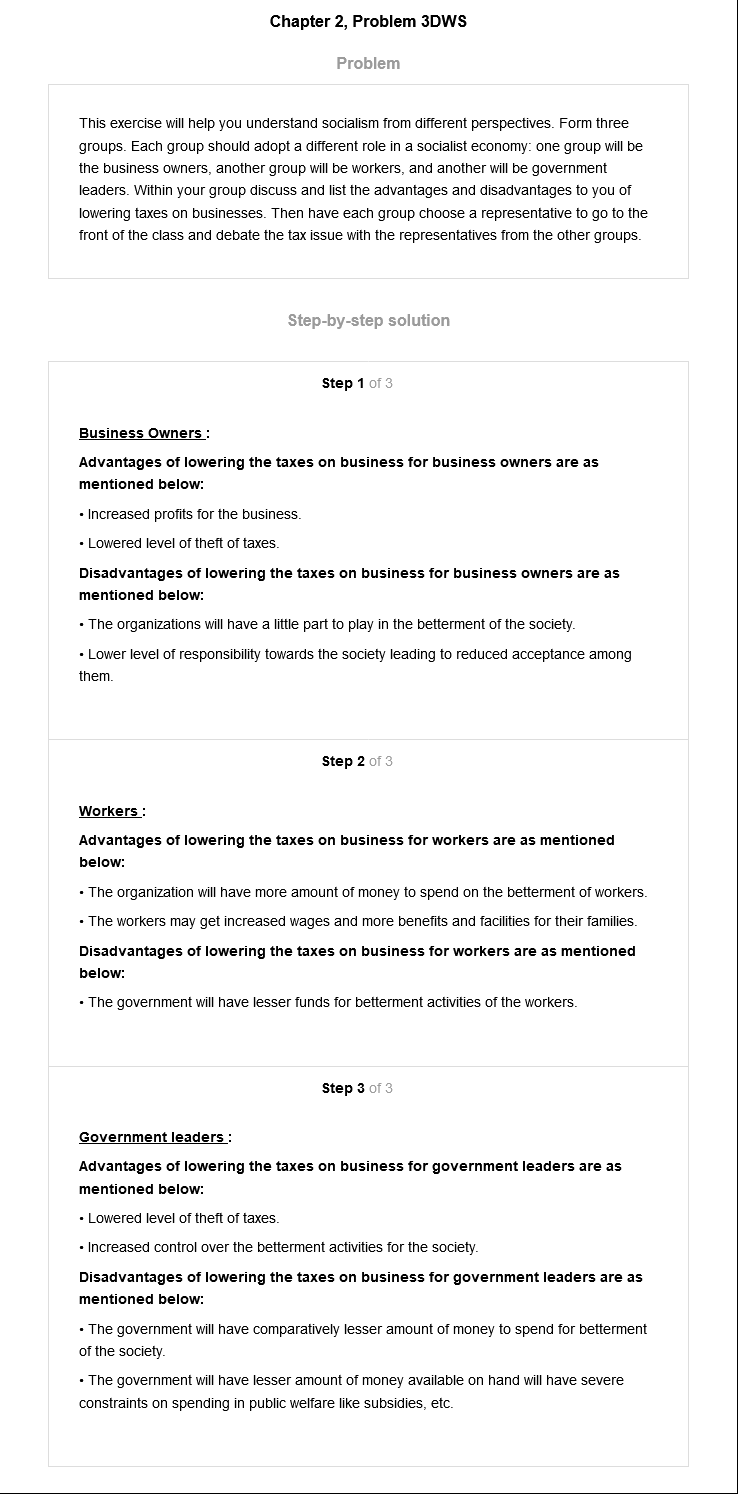 Chapter 2, Problem 3DWS
Problem
This exercise will help you understand socialism from different perspectives. Form three
groups. Each group should adopt a different role in a socialist economy: one group will be
the business owners, another group will be workers, and another will be government
leaders. Within your group discuss and list the advantages and disadvantages to you of
lowering taxes on businesses. Then have each group choose a representative to go to the
front of the class and debate the tax issue with the representatives from the other groups.
Step-by-step solution
Step 1 of 3
Business Owners :
Advantages of lowering the taxes on business for business owners are as
mentioned below:
• Increased profits for the business.
• Lowered level of theft of taxes.
Disadvantages of lowering the taxes on business for business owners are as
mentioned below:
• The organizations will have a little part to play in the betterment of the society.
• Lower level of responsibility towards the society leading to reduced acceptance among
them.
Step 2 of 3
Workers :
Advantages of lowering the taxes on business for workers are as mentioned
below:
• The organization will have more amount of money to spend on the betterment of workers.
• The workers may get increased wages and more benefits and facilities for their families.
Disadvantages of lowering the taxes on business for workers are as mentioned
below:
• The government will have lesser funds for betterment activities of the workers.
Step 3 of 3
Government leaders :
Advantages of lowering the taxes on business for government leaders are as
mentioned below:
• Lowered level of theft of taxes.
• Increased control over the betterment activities for the society.
Disadvantages of lowering the taxes on business for government leaders are as
mentioned below:
• The government will have comparatively lesser amount of money to spend for betterment
of the society.
• The government will have lesser amount of money available on hand will have severe
constraints on spending in public welfare like subsidies, etc.